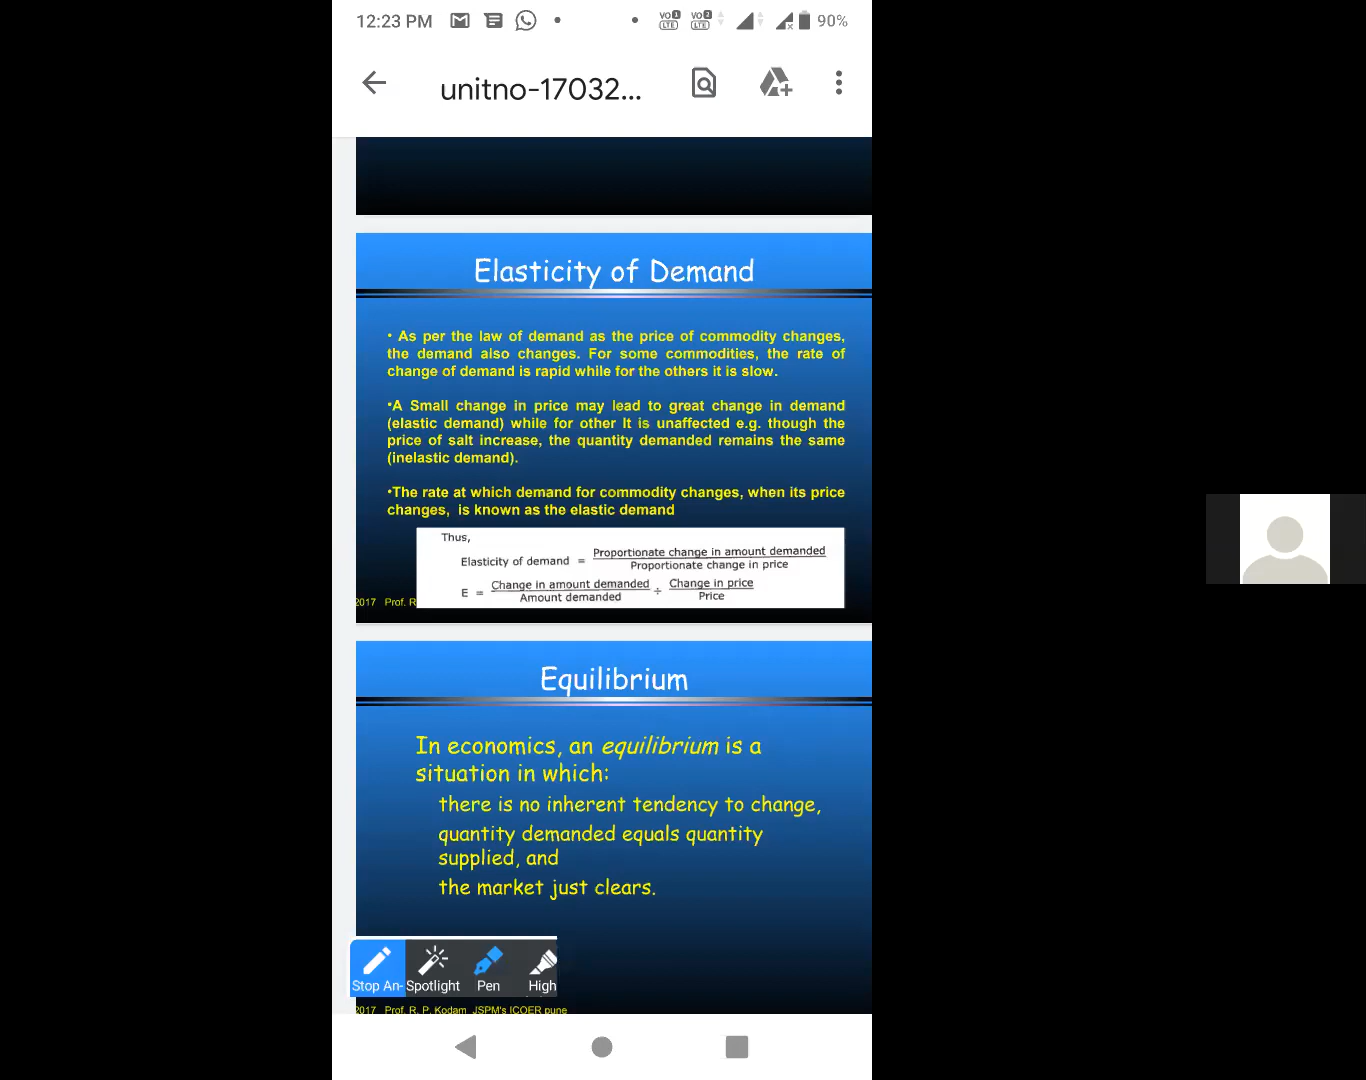 12:23 PM
VO 1 LTE VO 2 LTE 90%
unitno-17032...
Elasticity of Demand
• As per the law of demand as the price of commodity changes,
the demand also changes. For some commodities, the rate of
change of demand is rapid while for the others it is slow.
•A Small change in price may lead to great change in demand
(elastic demand) while for other It is unaffected e.g. though the
price of salt increase, the quantity demanded remains the same
(inelastic demand).
•The rate at which demand for commodity changes, when its price
changes, is known as the elastic demand
Thus,
Elasticity of demand = Proportionate change in amount demanded
Proportionate change in price
E = Change in amount demanded ÷ Change in price
Amount demanded Price
2017 Prof. R
Equilibrium
In economics, an equilibrium is a
situation in which:
there is no inherent tendency to change,
quantity demanded equals quantity
supplied, and
the market just clears.
Stop An- Spotlight Pen High
2017 Prof. R. P. Kodam JSPM's ICOER pune